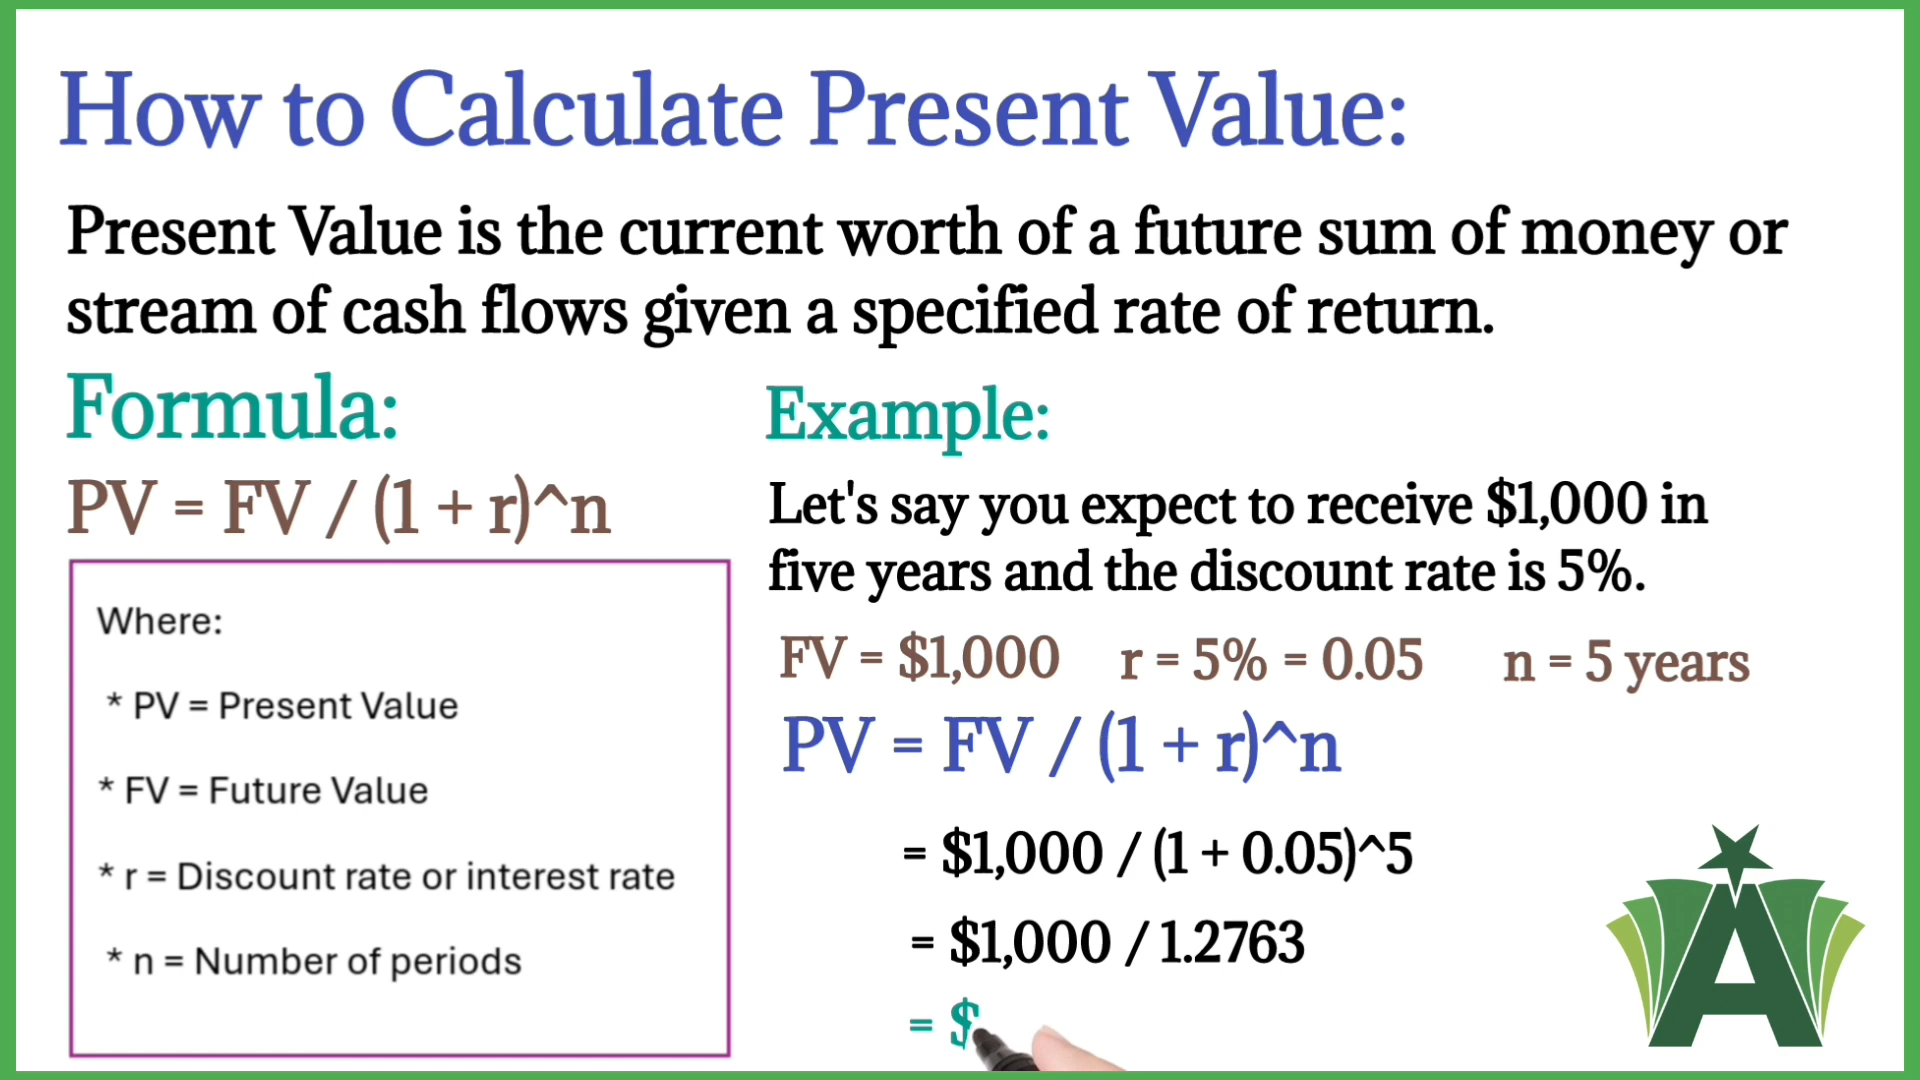 How to Calculate Present Value:
Present Value is the current worth of a future sum of money or
stream of cash flows given a specified rate of return.
Formula:
PV = FV / (1 + r)^n
Where:
* PV = Present Value
* FV = Future Value
* r = Discount rate or interest rate
* n = Number of periods
Example:
Let's say you expect to receive $1,000 in
five years and the discount rate is 5%.
FV = $1,000 r = 5% = 0.05 n = 5 years
PV = FV / (1 + r)^n
= $1,000 / (1 + 0.05)^5
= $1,000 / 1.2763
= $
A